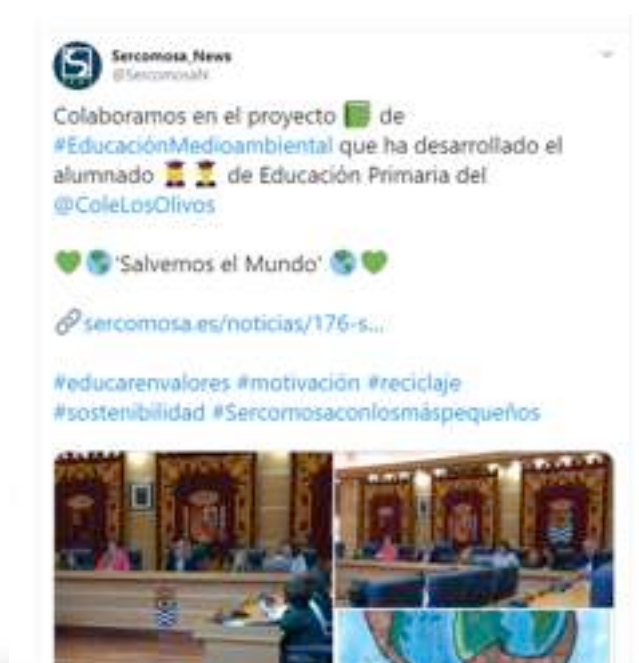 Sercomosa_News
@SercomosaN
Colaboramos en el proyecto 📗 de
#EducaciónMedioambiental que ha desarrollado el
alumnado 👩‍🎓 👨‍🎓 de Educación Primaria del
@ColeLosOlivos
💚 🌎 'Salvemos el Mundo' 🌎 💚
🔗 sercomosa.es/noticias/176-s...
#educarenvalores #motivación #reciclaje
#sostenibilidad #Sercomosaconlosmáspequeños